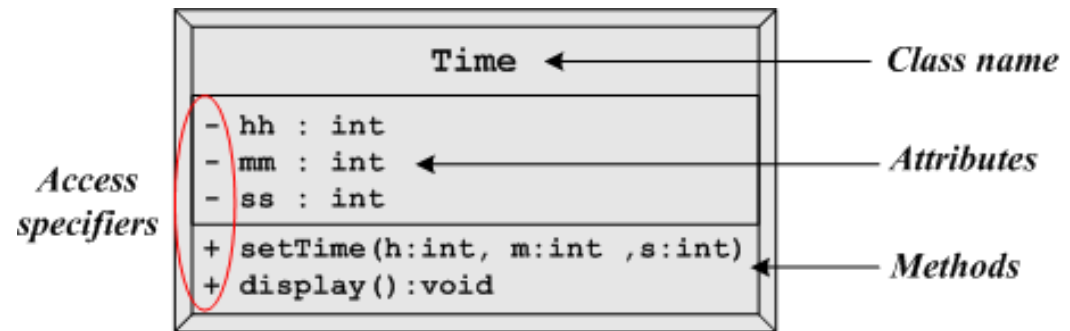 Time
Class name
- hh : int
- mm : int
- ss : int
Attributes
Access
specifiers
+ setTime(h:int, m:int ,s:int)
+ display():void
Methods